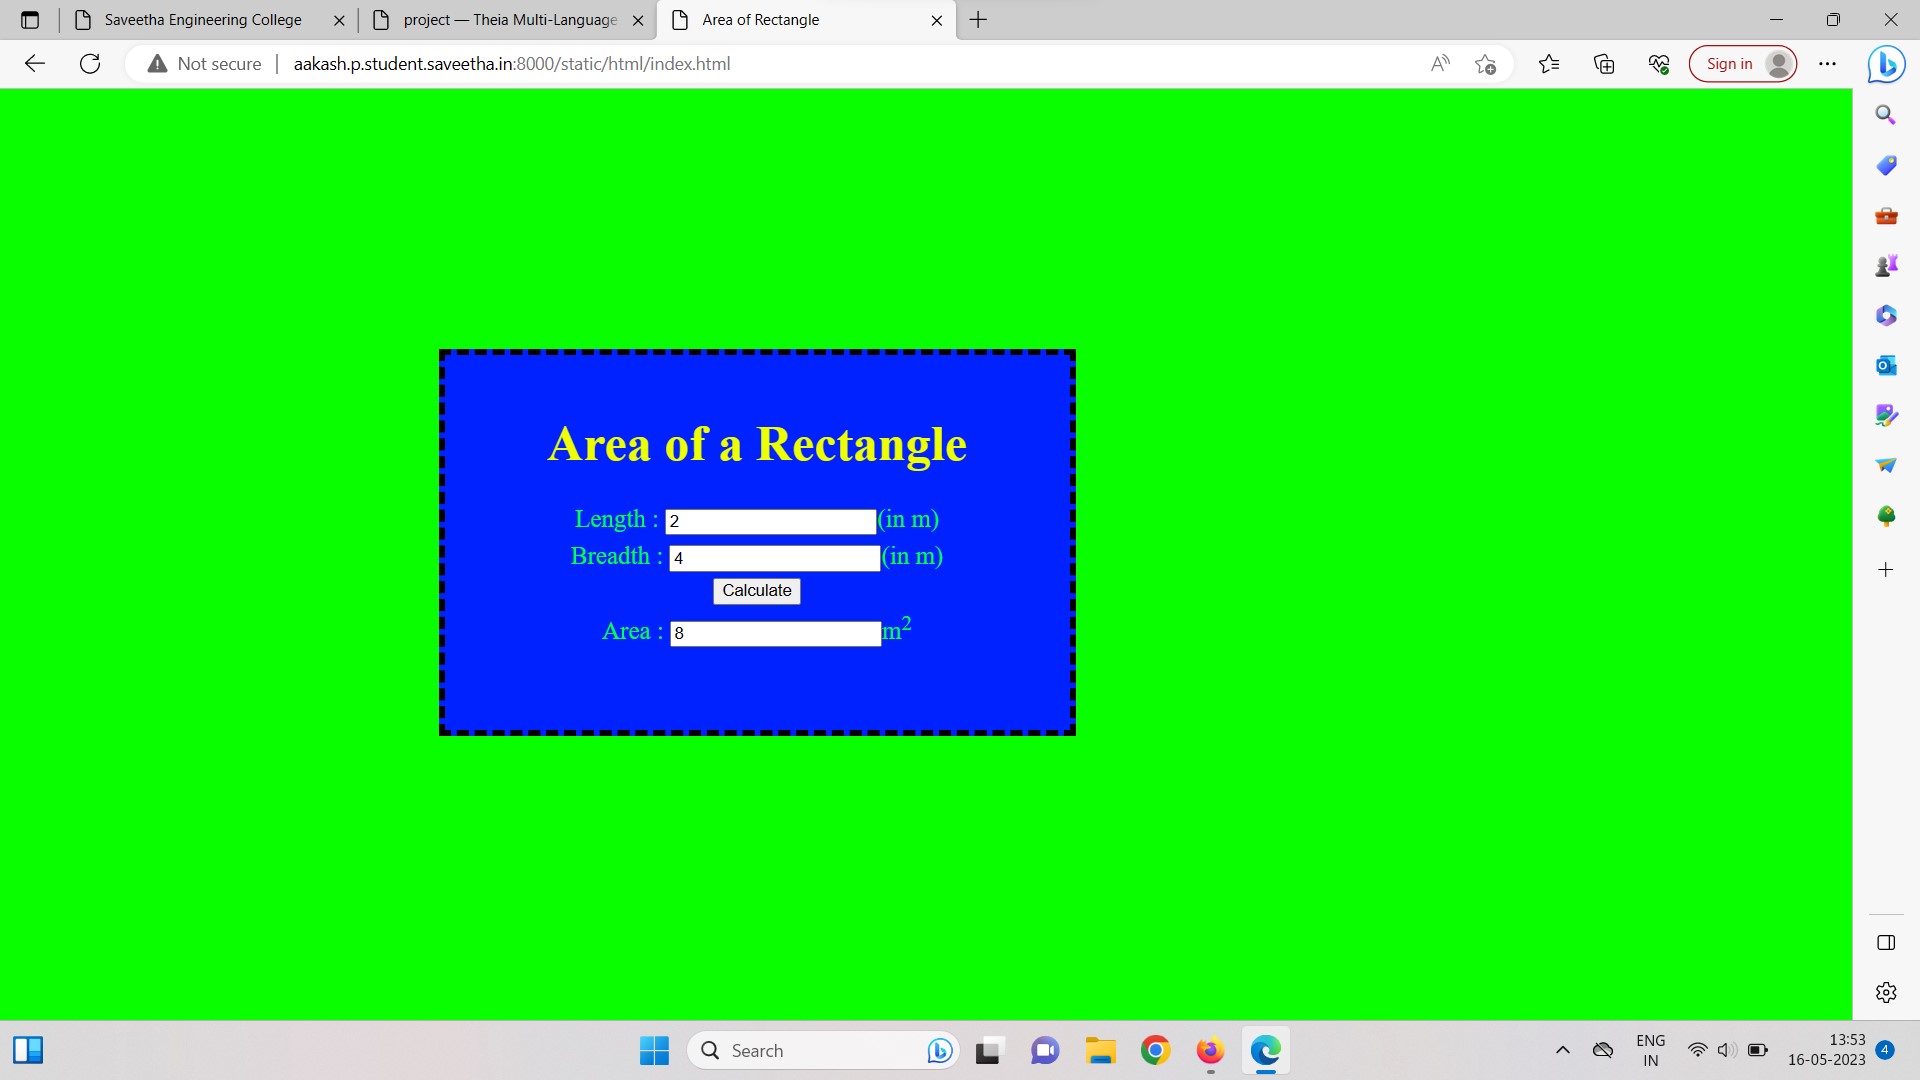 Saveetha Engineering College
project — Theia Multi-Language
Area of Rectangle
Not secure
aakash.p.student.saveetha.in:8000/static/html/index.html
Sign in
Area of a Rectangle
Length : 2 (in m)
Breadth : 4 (in m)
Calculate
Area : 8 m²
Search
ENG
IN
13:53
16-05-2023
4